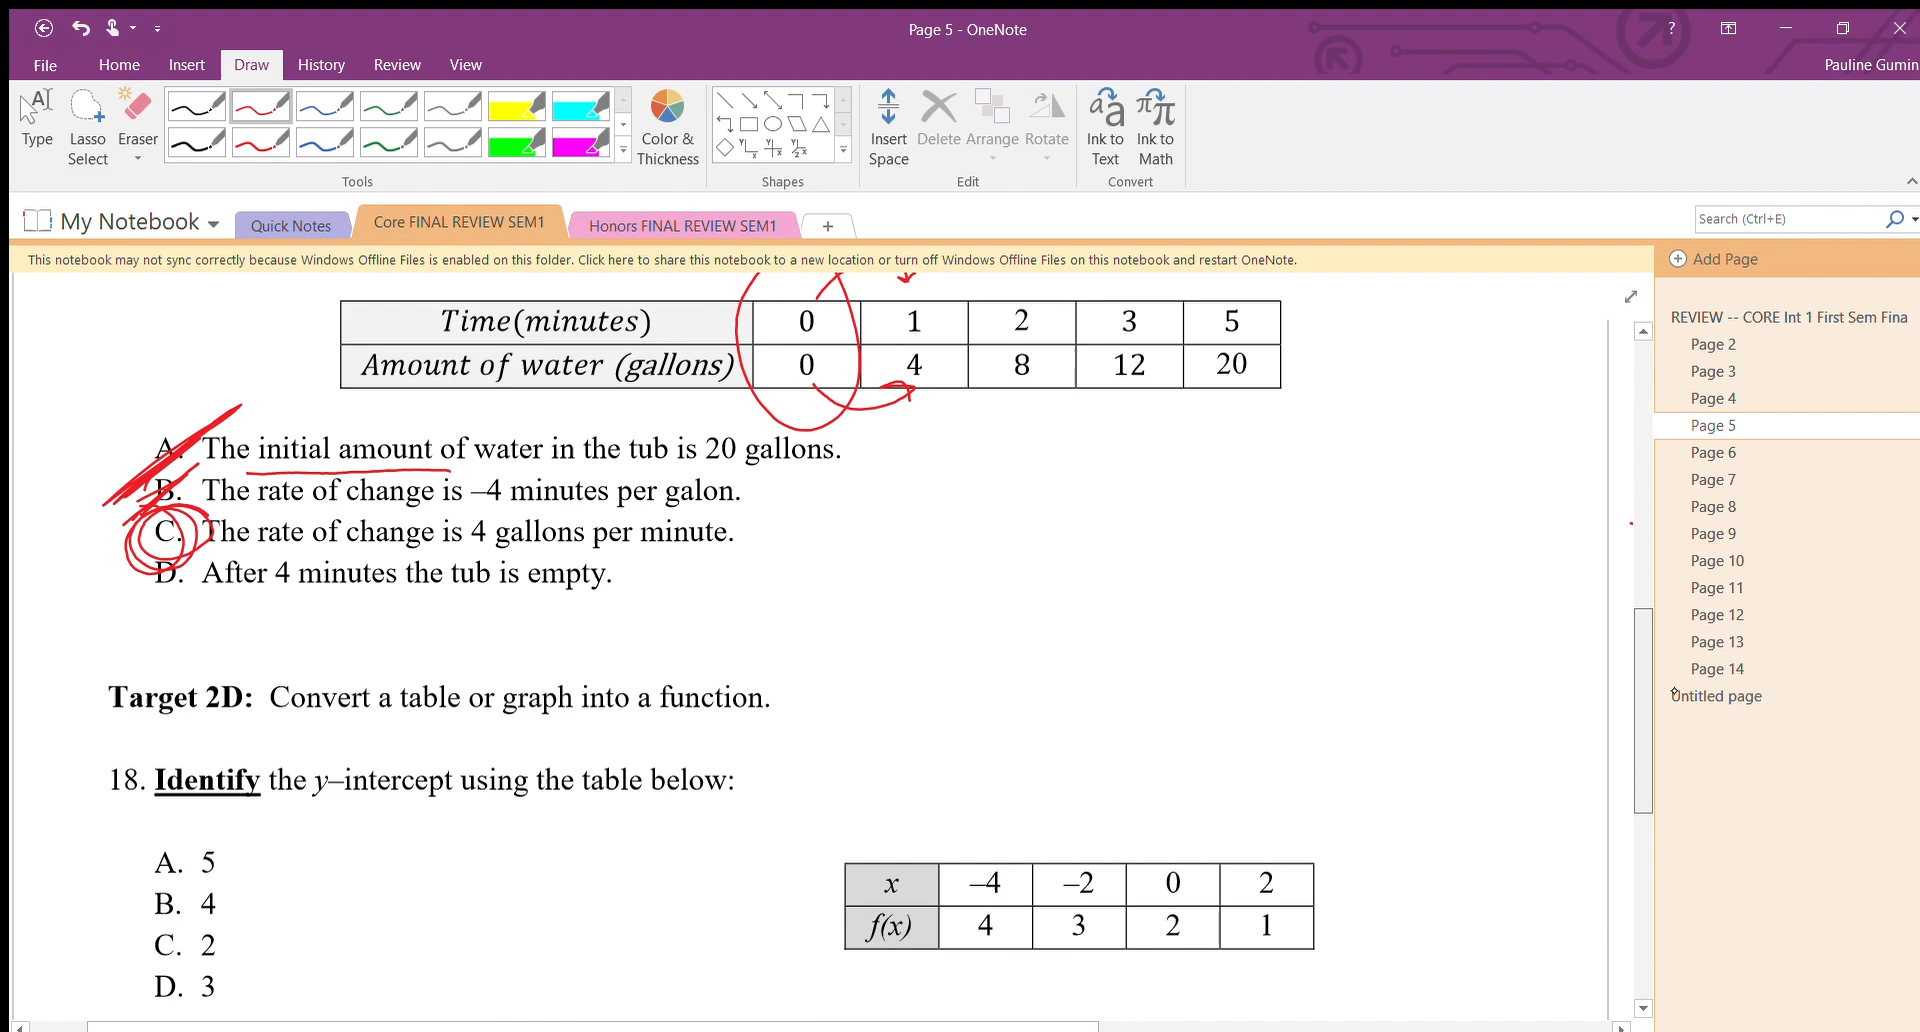 Page 5 - OneNote
?
File Home Insert Draw History Review View
Pauline Gumin
Type Lasso Select Eraser
Color & Thickness
Insert Space Delete Arrange Rotate
Ink to Text Ink to Math
Tools Shapes Edit Convert
My Notebook Quick Notes Core FINAL REVIEW SEM1 Honors FINAL REVIEW SEM1 +
Search (Ctrl+E)
This notebook may not sync correctly because Windows Offline Files is enabled on this folder. Click here to share this notebook to a new location or turn off Windows Offline Files on this notebook and restart OneNote.
Add Page
Time(minutes) 0 1 2 3 5
Amount of water (gallons) 0 4 8 12 20
A. The initial amount of water in the tub is 20 gallons.
B. The rate of change is –4 minutes per galon.
C. The rate of change is 4 gallons per minute.
D. After 4 minutes the tub is empty.
Target 2D: Convert a table or graph into a function.
18. Identify the y–intercept using the table below:
A. 5
B. 4
C. 2
D. 3
x –4 –2 0 2
f(x) 4 3 2 1
REVIEW -- CORE Int 1 First Sem Fina
Page 2
Page 3
Page 4
Page 5
Page 6
Page 7
Page 8
Page 9
Page 10
Page 11
Page 12
Page 13
Page 14
Untitled page